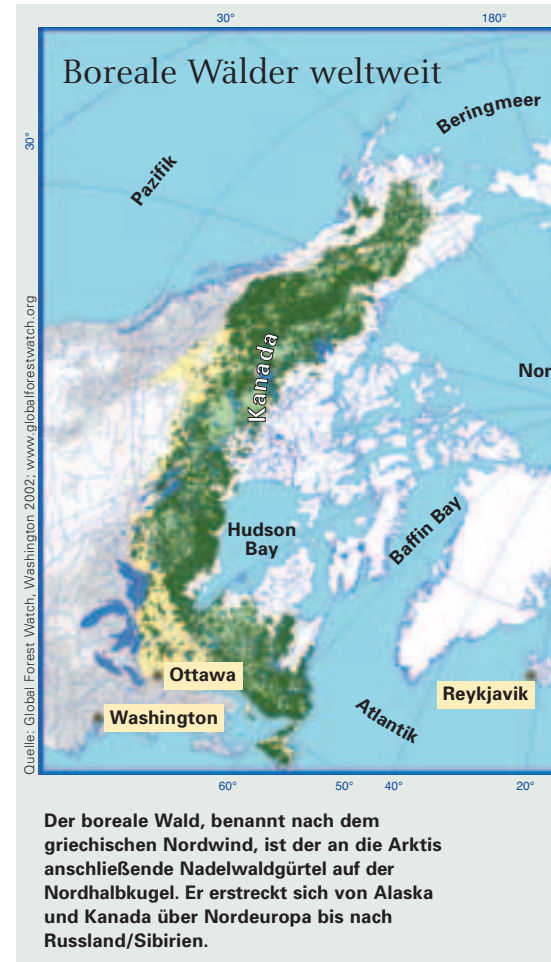 30° 180°
Boreale Wälder weltweit
Beringmeer
30°
Pazifik
Kanada
Nor
Hudson
Bay
Baffin Bay
Ottawa
Reykjavik
Washington
Atlantik
60° 50° 40° 20°
Quelle: Global Forest Watch, Washington 2002; www.globalforestwatch.org
Der boreale Wald, benannt nach dem
griechischen Nordwind, ist der an die Arktis
anschließende Nadelwaldgürtel auf der
Nordhalbkugel. Er erstreckt sich von Alaska
und Kanada über Nordeuropa bis nach
Russland/Sibirien.